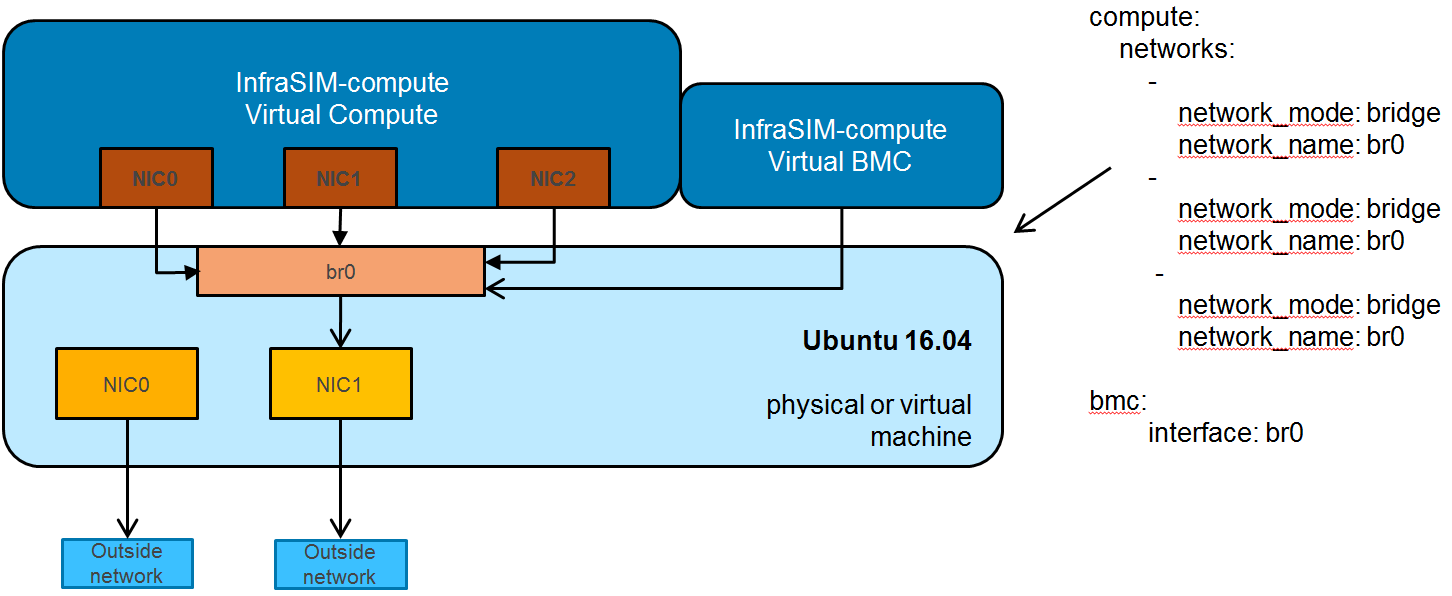 InfraSIM-compute
Virtual Compute
NIC0
NIC1
NIC2
InfraSIM-compute
Virtual BMC
br0
NIC0
NIC1
Ubuntu 16.04
physical or virtual
machine
Outside
network
Outside
network
compute:
networks:
-
network_mode: bridge
network_name: br0
-
network_mode: bridge
network_name: br0
-
network_mode: bridge
network_name: br0
bmc:
interface: br0